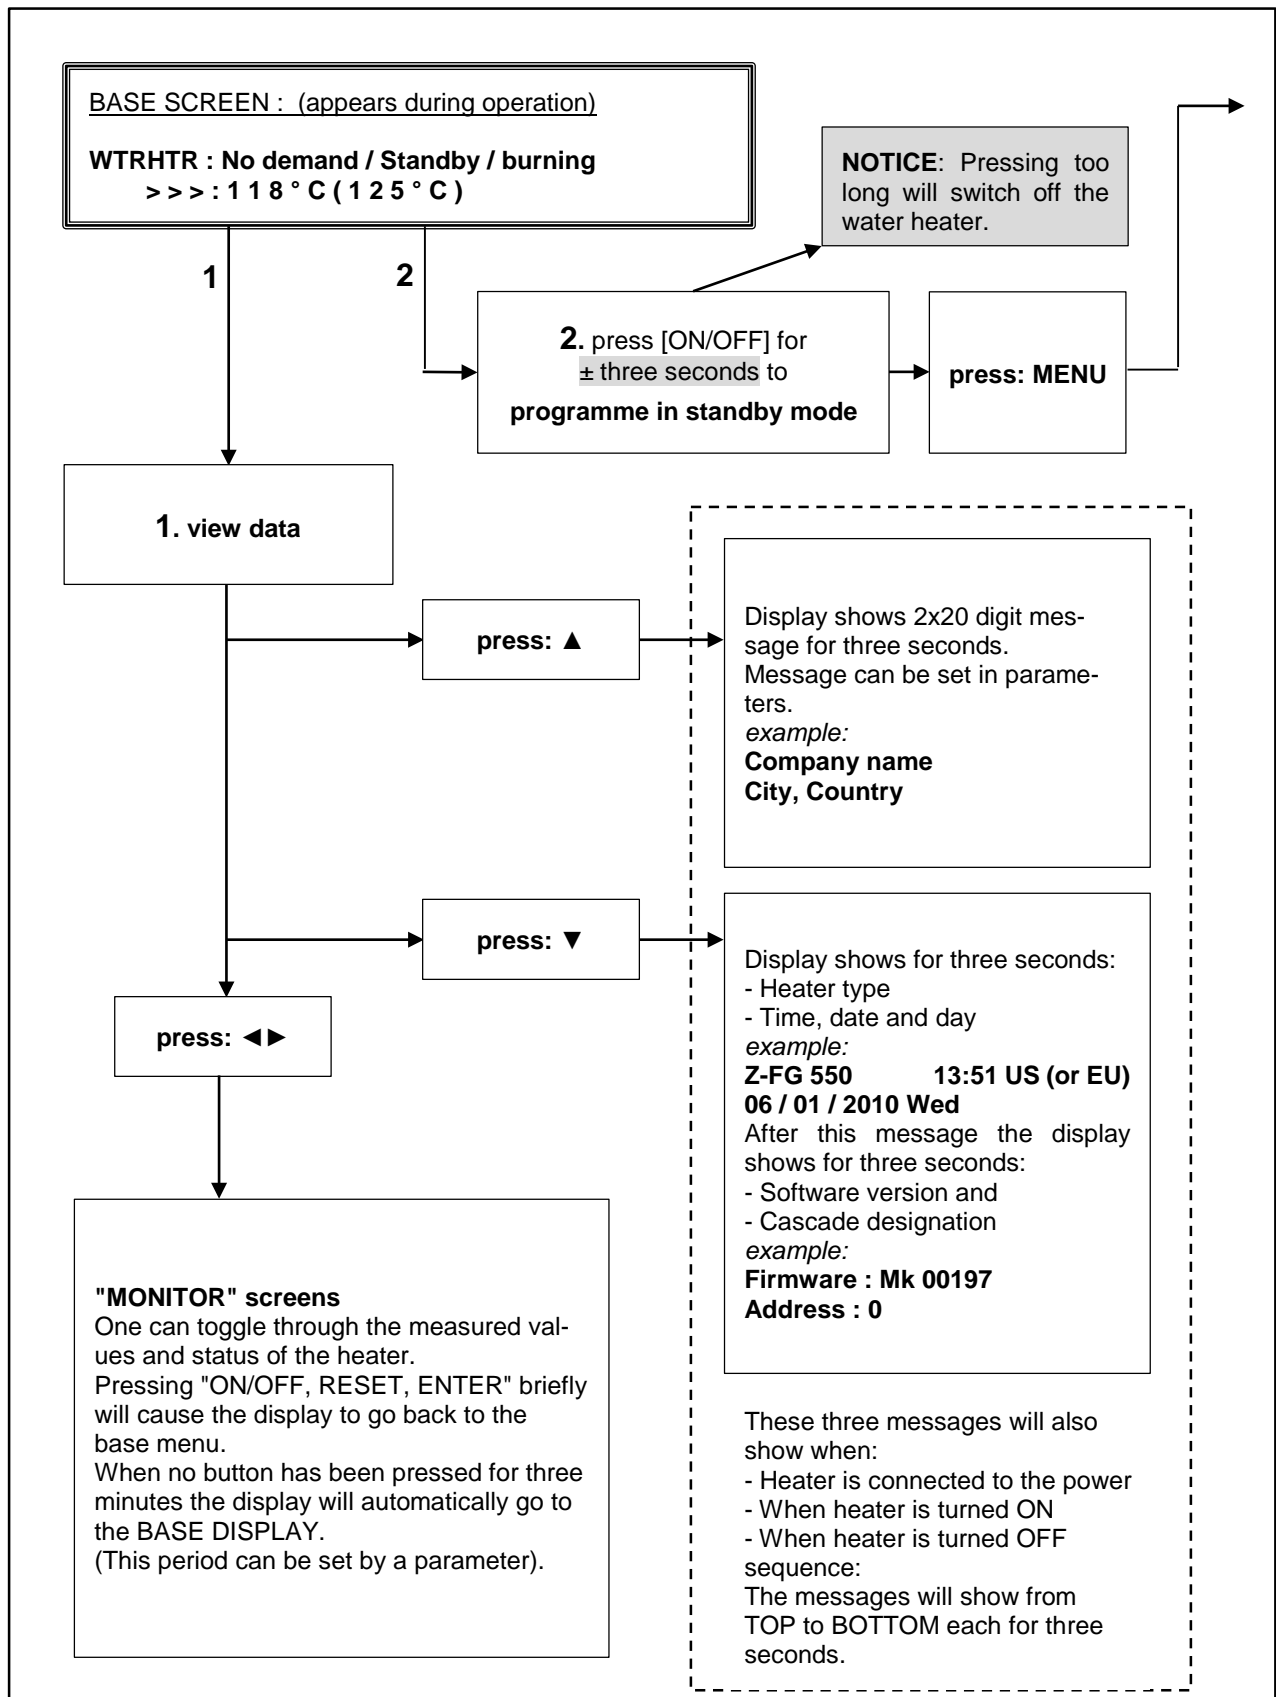 BASE SCREEN :  (appears during operation)
WTRHTR : No demand / Standby / burning
> > > : 1 1 8 ° C ( 1 2 5 ° C )
NOTICE: Pressing too
long will switch off the
water heater.
1
2
2. press [ON/OFF] for
± three seconds to
programme in standby mode
press: MENU
1. view data
press: ▲
Display shows 2x20 digit mes-
sage for three seconds.
Message can be set in parame-
ters.
example:
Company name
City, Country
press: ▼
Display shows for three seconds:
- Heater type
- Time, date and day
example:
Z-FG 550 13:51 US (or EU)
06 / 01 / 2010 Wed
After this message the display
shows for three seconds:
- Software version and
- Cascade designation
example:
Firmware : Mk 00197
Address : 0
press: ◄►
"MONITOR" screens
One can toggle through the measured val-
ues and status of the heater.
Pressing "ON/OFF, RESET, ENTER" briefly
will cause the display to go back to the
base menu.
When no button has been pressed for three
minutes the display will automatically go to
the BASE DISPLAY.
(This period can be set by a parameter).
These three messages will also
show when:
- Heater is connected to the power
- When heater is turned ON
- When heater is turned OFF
sequence:
The messages will show from
TOP to BOTTOM each for three
seconds.